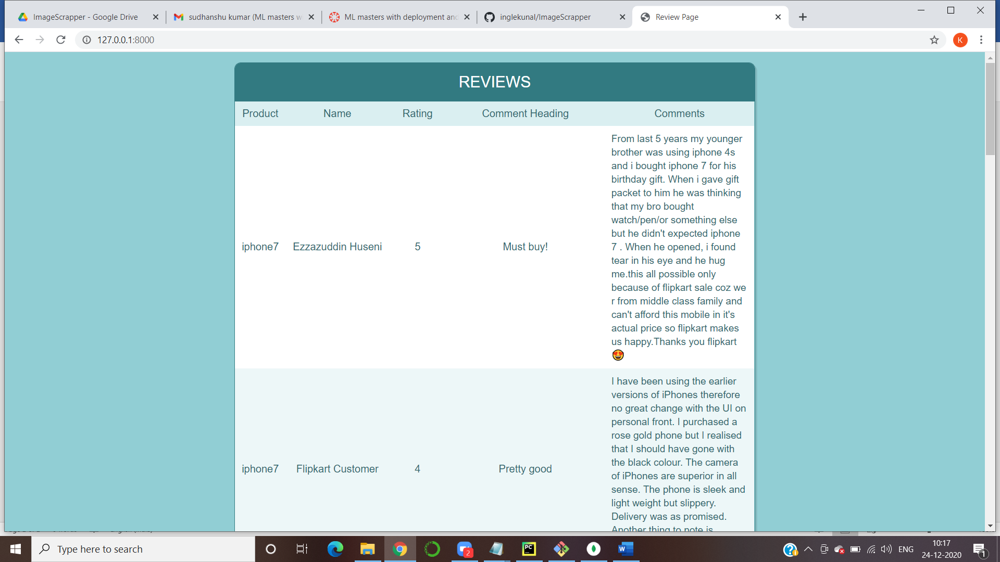 ImageScrapper - Google Drive
sudhanshu kumar (ML masters w
ML masters with deployment and
inglekunal/ImageScrapper
Review Page
127.0.0.1:8000
K
REVIEWS
Product Name Rating Comment Heading Comments
iphone7 Ezzazuddin Huseni 5 Must buy!
From last 5 years my younger
brother was using iphone 4s
and i bought iphone 7 for his
birthday gift. When i gave gift
packet to him he was thinking
that my bro bought
watch/pen/or something else
but he didn't expected iphone
7 . When he opened, i found
tear in his eye and he hug
me.this all possible only
because of flipkart sale coz we
r from middle class family and
can't afford this mobile in it's
actual price so flipkart makes
us happy.Thanks you flipkart
😍
iphone7 Flipkart Customer 4 Pretty good
I have been using the earlier
versions of iPhones therefore
no great change with the UI on
personal front. I purchased a
rose gold phone but I realised
that I should have gone with
the black colour. The camera
of iPhones are superior in all
sense. The phone is sleek and
light weight but slippery.
Delivery was as promised.
Another thing to note is
Type here to search
2
PC
W
ENG
10:17
24-12-2020
1